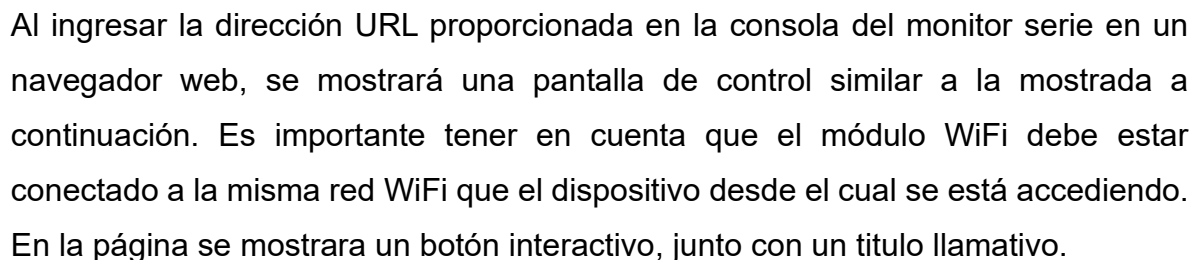 Al ingresar la dirección URL proporcionada en la consola del monitor serie en un
navegador web, se mostrará una pantalla de control similar a la mostrada a
continuación. Es importante tener en cuenta que el módulo WiFi debe estar
conectado a la misma red WiFi que el dispositivo desde el cual se está accediendo.
En la página se mostrara un botón interactivo, junto con un titulo llamativo.